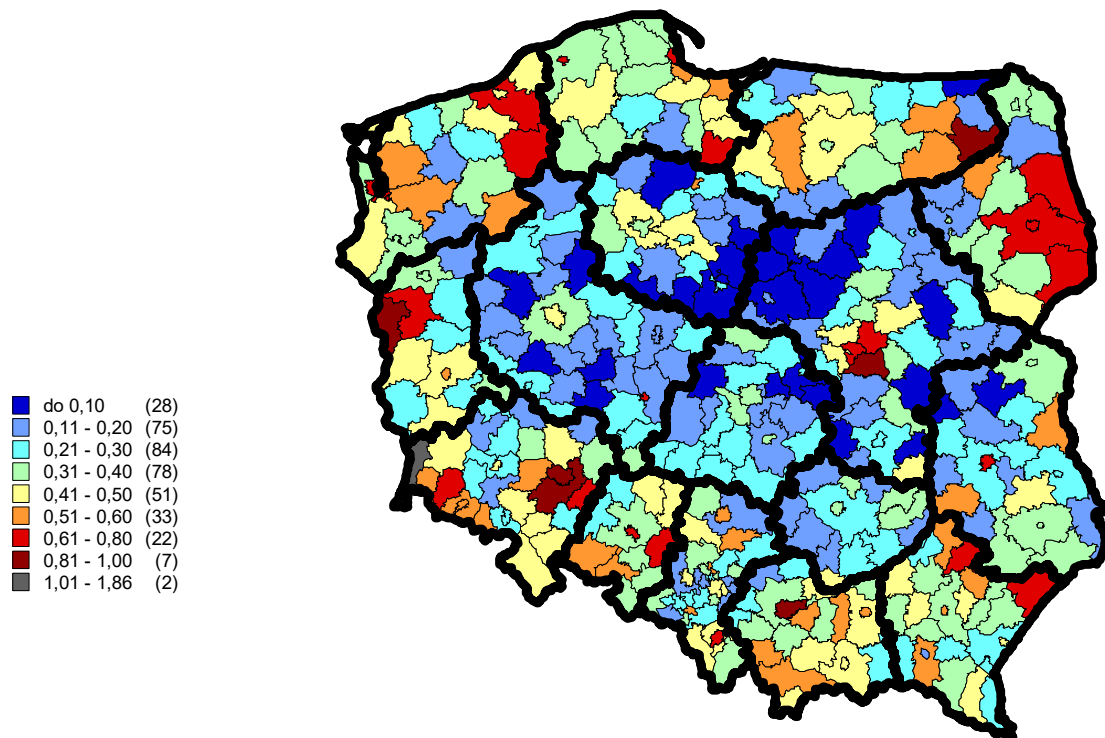 do 0,10 (28)
0,11 - 0,20 (75)
0,21 - 0,30 (84)
0,31 - 0,40 (78)
0,41 - 0,50 (51)
0,51 - 0,60 (33)
0,61 - 0,80 (22)
0,81 - 1,00 (7)
1,01 - 1,86 (2)